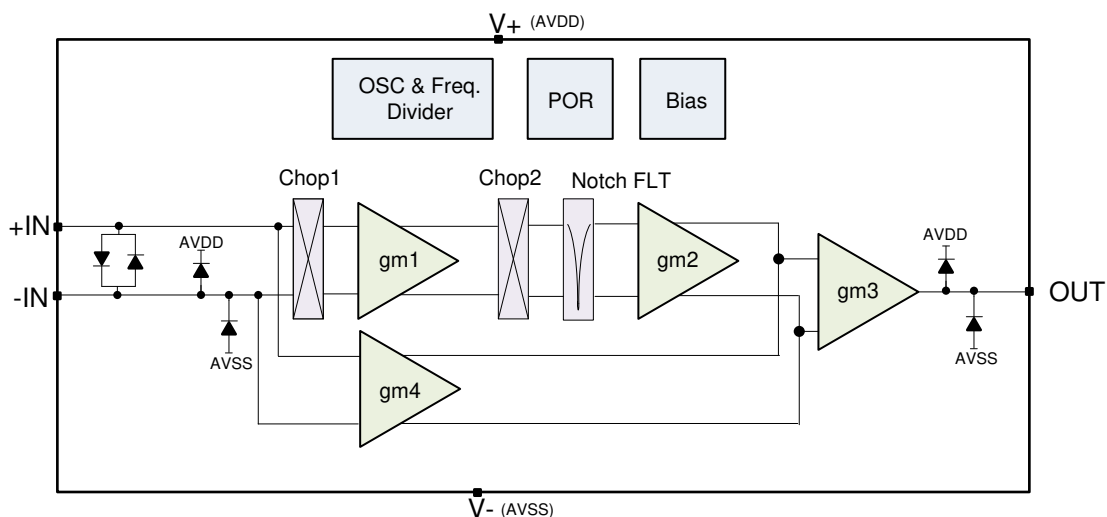 V+ (AVDD)
OSC & Freq.
Divider
POR
Bias
Chop1
Chop2
Notch FLT
+IN
AVDD
gm1
gm2
AVDD
-IN
gm3
OUT
AVSS
AVSS
gm4
V- (AVSS)